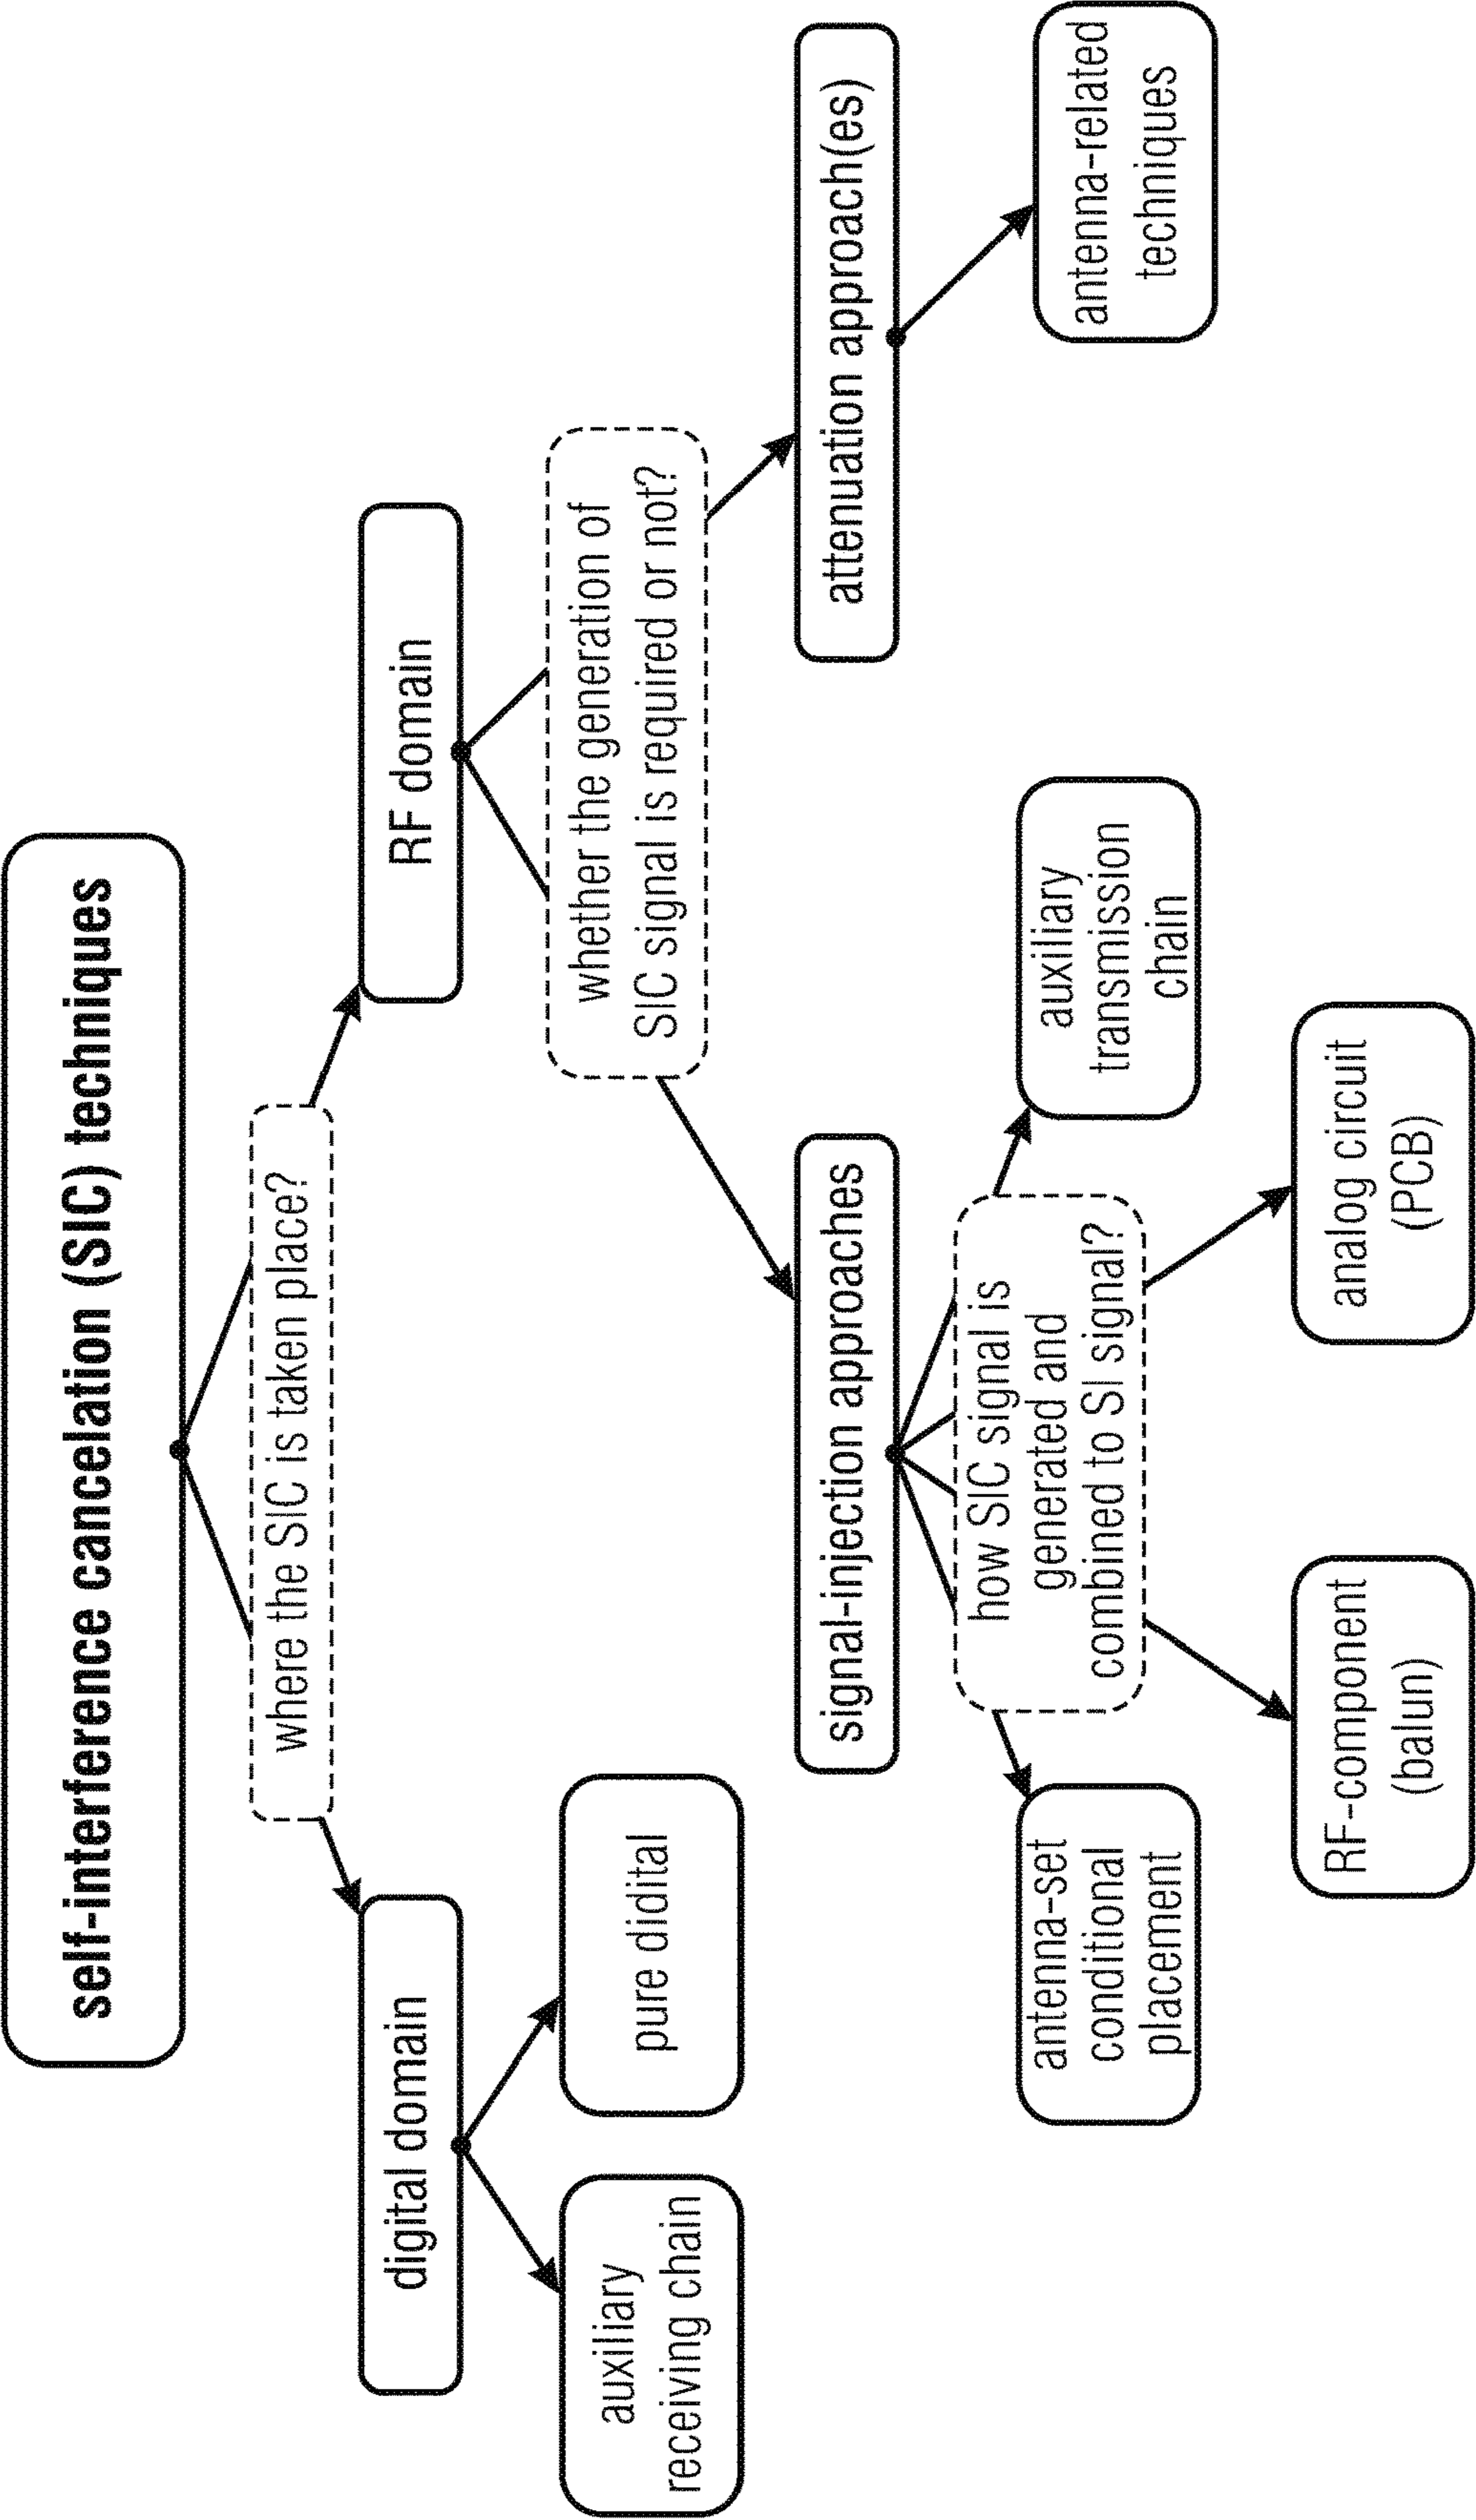 self-interference cancelation (SIC) techniques
where the SIC is taken place?
digital domain
RF domain
auxiliary
receiving chain
pure didital
whether the generation of
SIC signal is required or not?
signal-injection approaches
attenuation approach(es)
how SIC signal is
generated and
combined to SI signal?
antenna-set
conditional
placement
auxiliary
transmission
chain
antenna-related
techniques
RF-component
(balun)
analog circuit
(PCB)